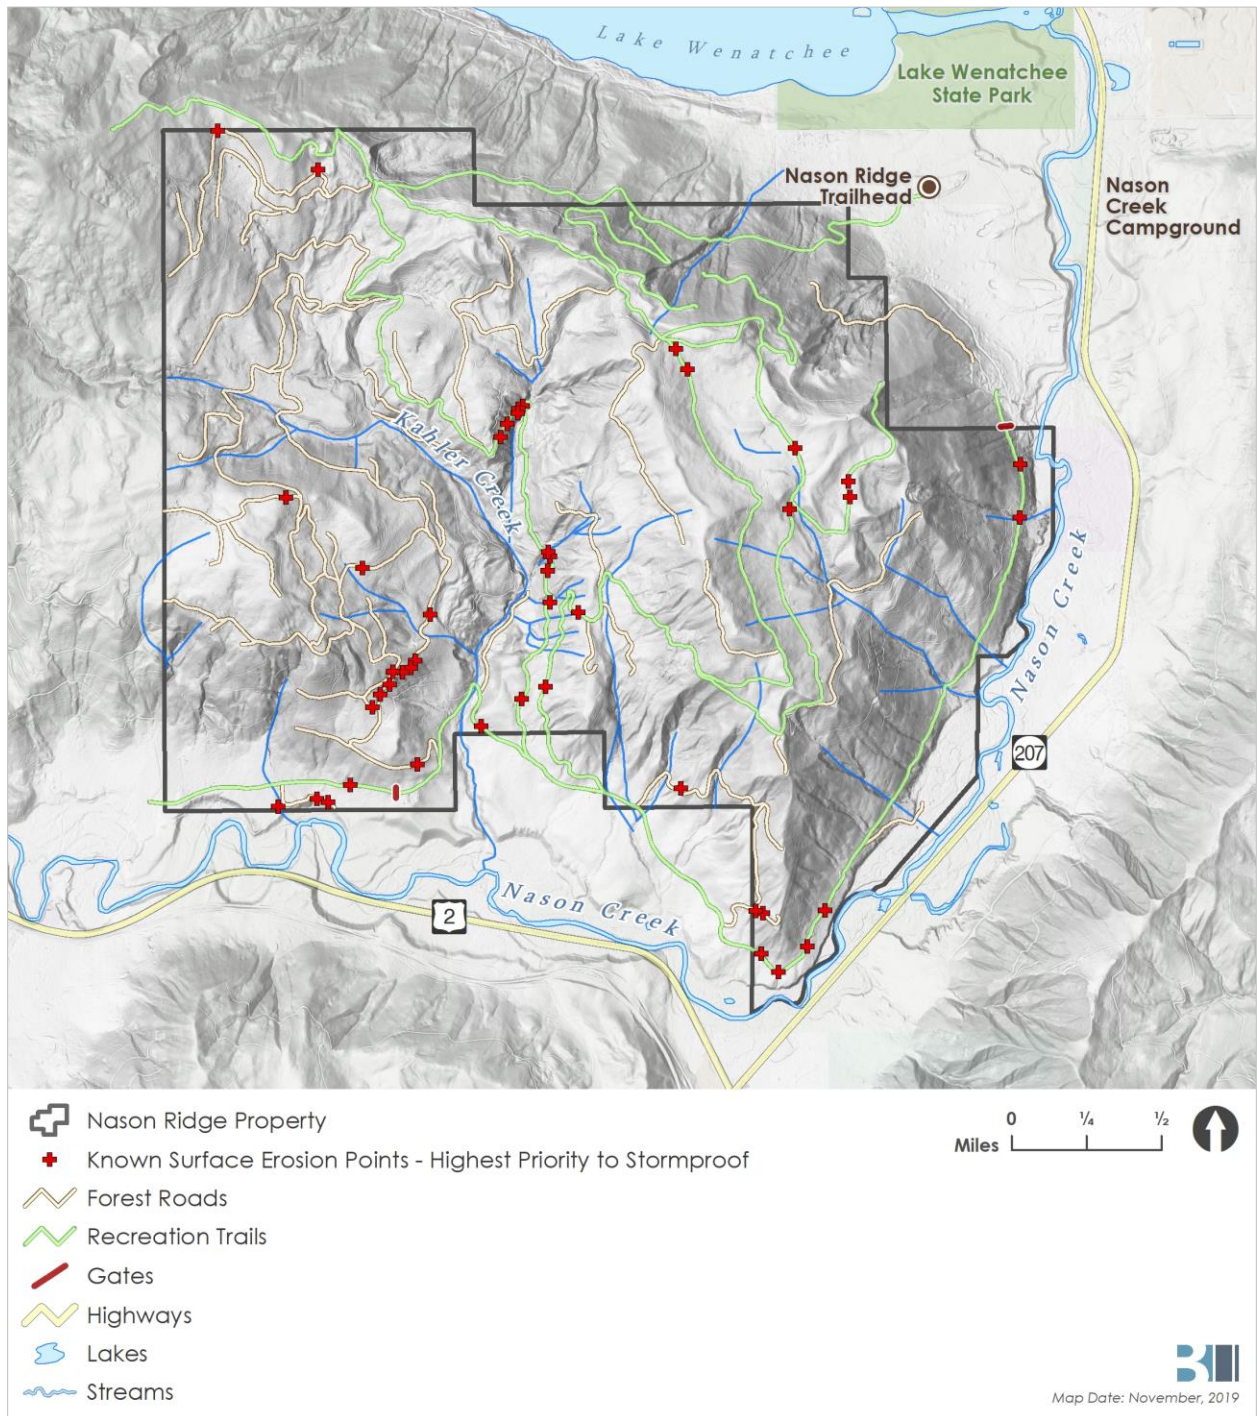 Lake Wenatchee
Lake Wenatchee
State Park
Nason Ridge
Trailhead
Nason
Creek
Campground
Kahler Creek
Nason Creek
207
2
Nason Creek
Nason Ridge Property
Known Surface Erosion Points - Highest Priority to Stormproof
Forest Roads
Recreation Trails
Gates
Highways
Lakes
Streams
0 ¼ ½
Miles
Map Date: November, 2019